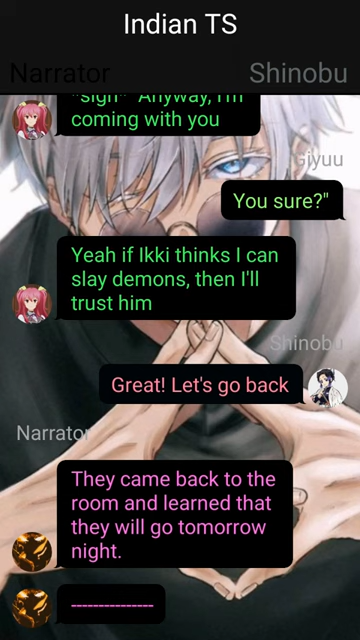 Indian TS
Narrator
Shinobu
*sigh* Anyway, I'm
coming with you
Giyuu
You sure?"
Yeah if Ikki thinks I can
slay demons, then I'll
trust him
Shinobu
Great! Let's go back
Narrator
They came back to the
room and learned that
they will go tomorrow
night.
---------------